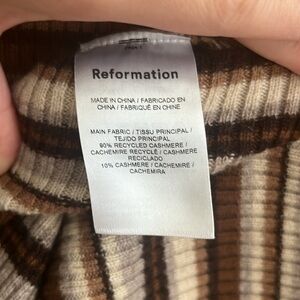 Reformation
MADE IN CHINA / FABRICADO EN
CHINA / FABRIQUÉ EN CHINE
MAIN FABRIC / TISSU PRINCIPAL /
TEJIDO PRINCIPAL:
90% RECYCLED CASHMERE /
CACHEMIRE RECYCLÉ / CASHMERE
RECICLADO
10% CASHMERE / CACHEMIRE /
CACHEMIRA